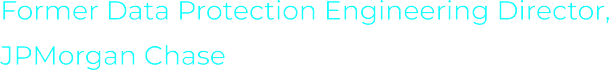 Former Data Protection Engineering Director,
JPMorgan Chase